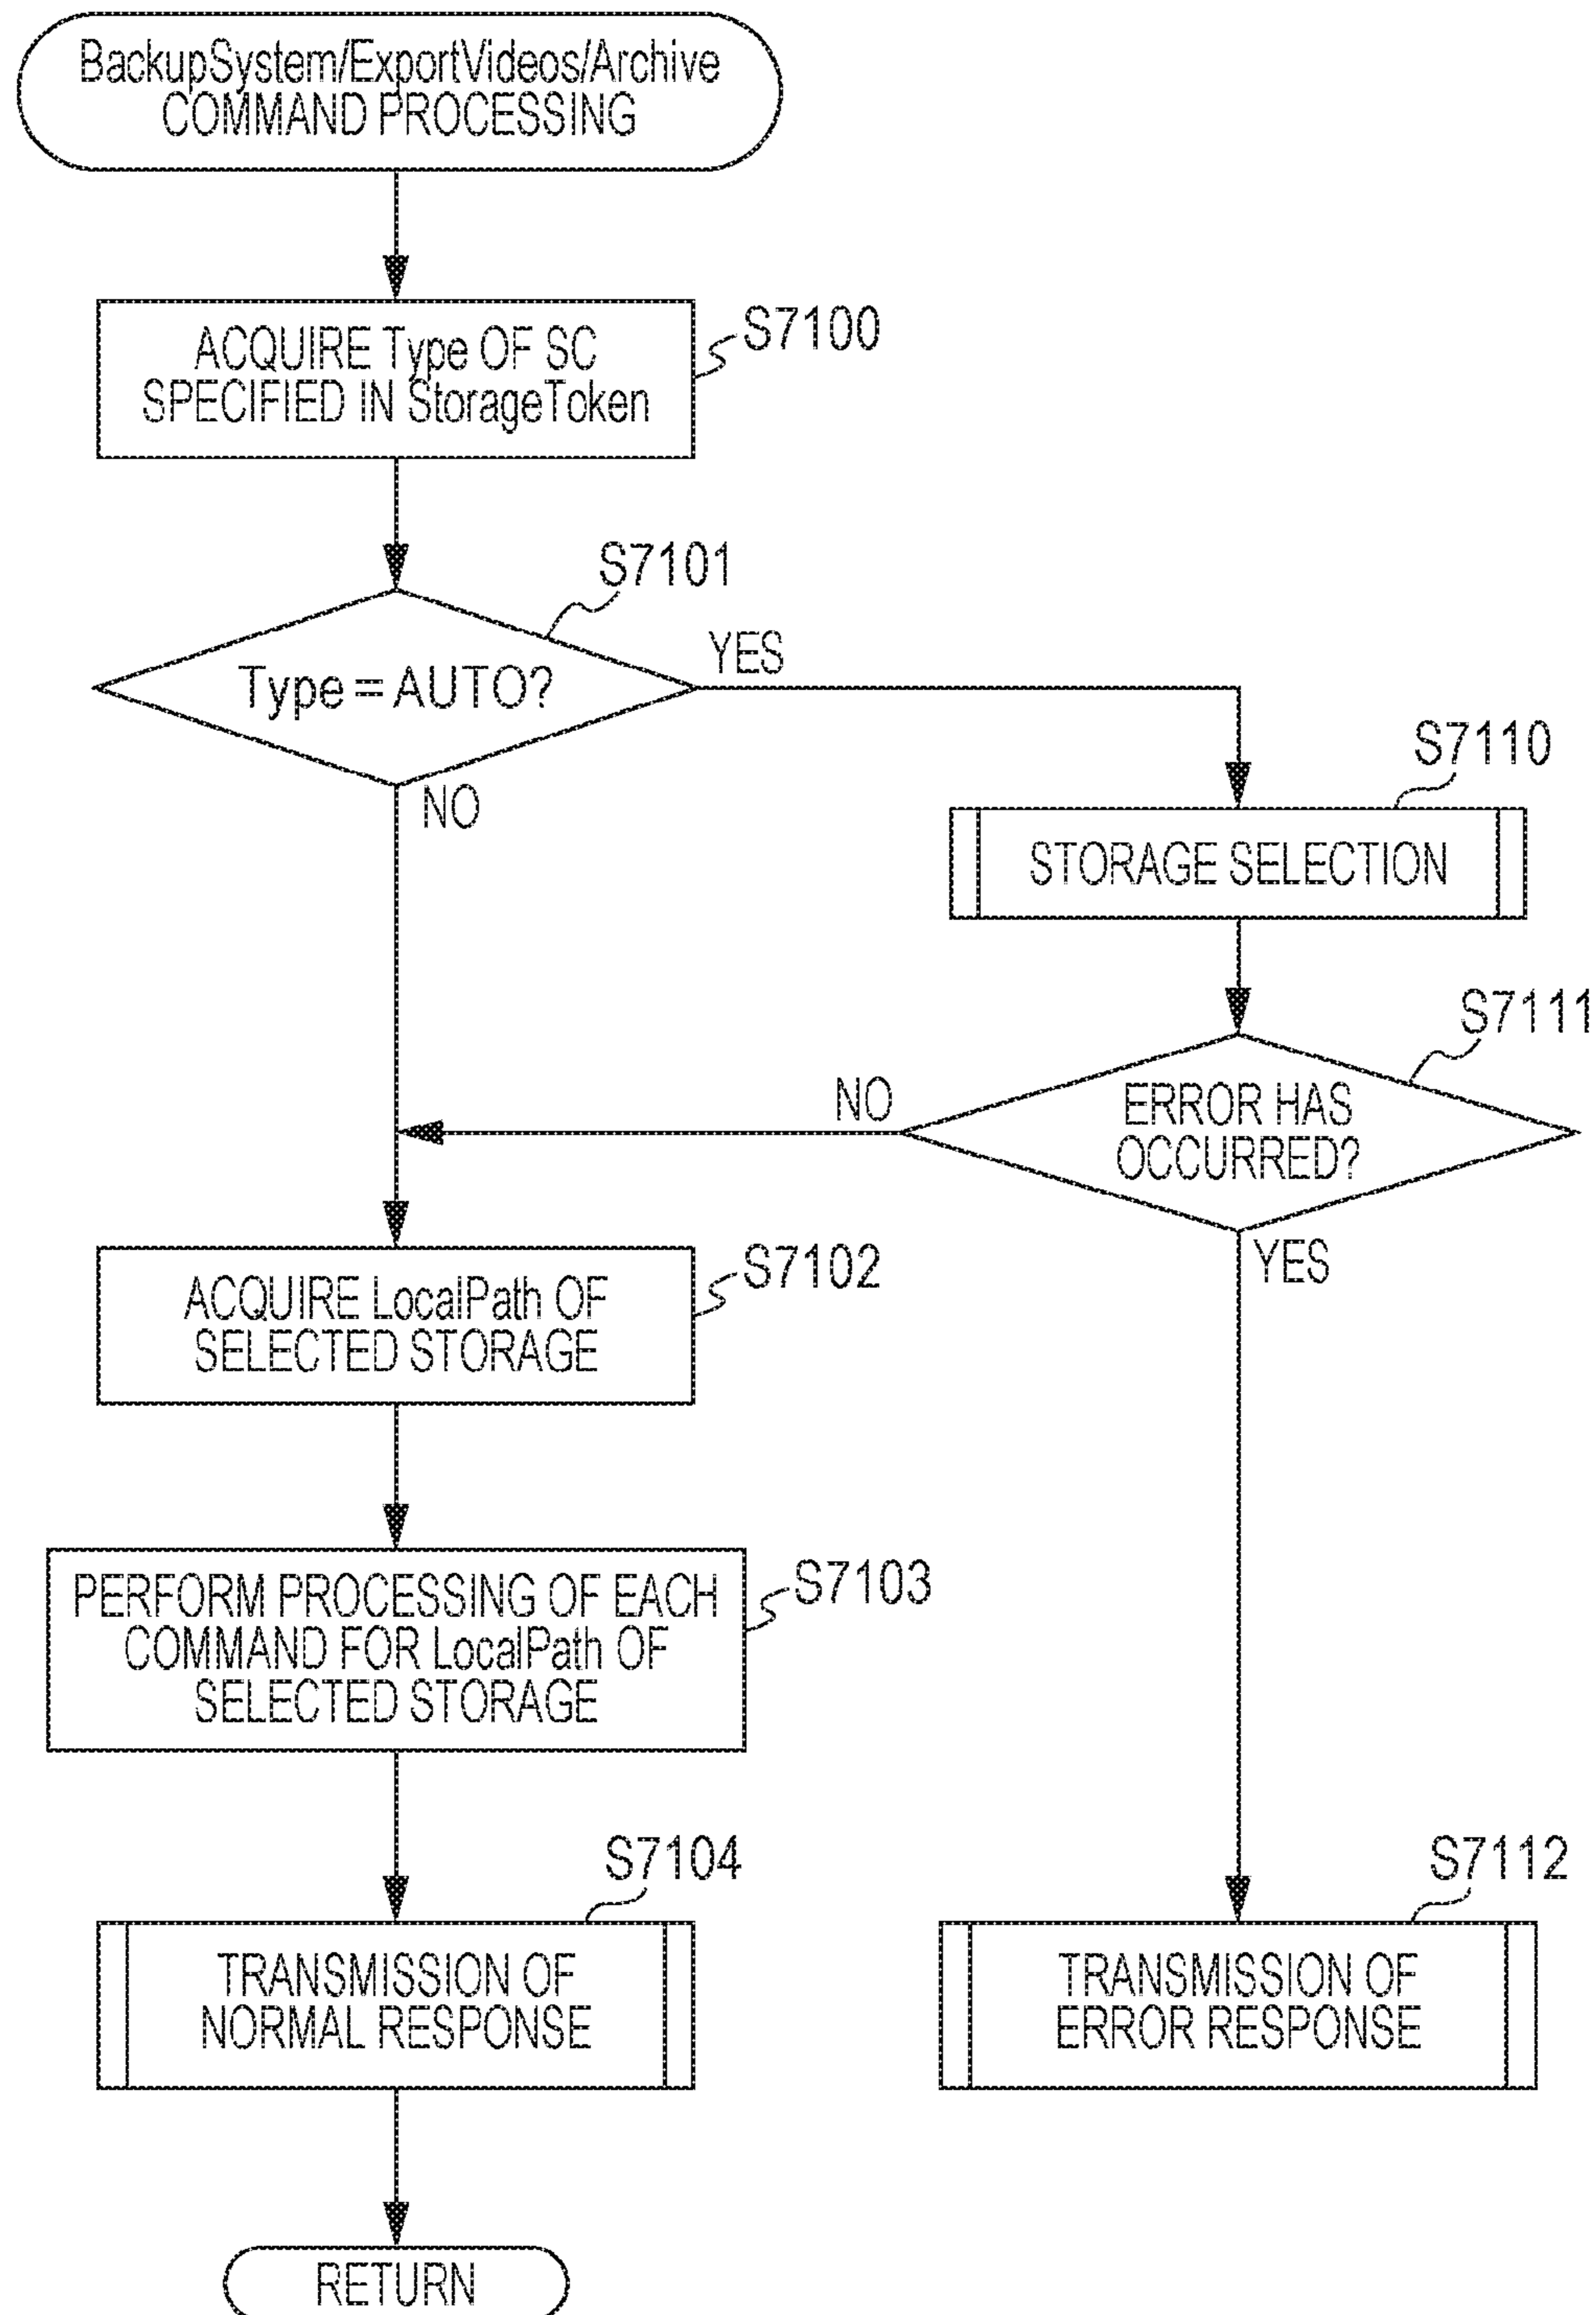 BackupSystem/ExportVideos/Archive
COMMAND PROCESSING
ACQUIRE Type OF SC
SPECIFIED IN StorageToken
S7100
S7101
Type = AUTO?
YES
NO
S7110
STORAGE SELECTION
S7111
ERROR HAS
OCCURRED?
NO
YES
ACQUIRE LocalPath OF
SELECTED STORAGE
S7102
PERFORM PROCESSING OF EACH
COMMAND FOR LocalPath OF
SELECTED STORAGE
S7103
S7104
TRANSMISSION OF
NORMAL RESPONSE
S7112
TRANSMISSION OF
ERROR RESPONSE
RETURN